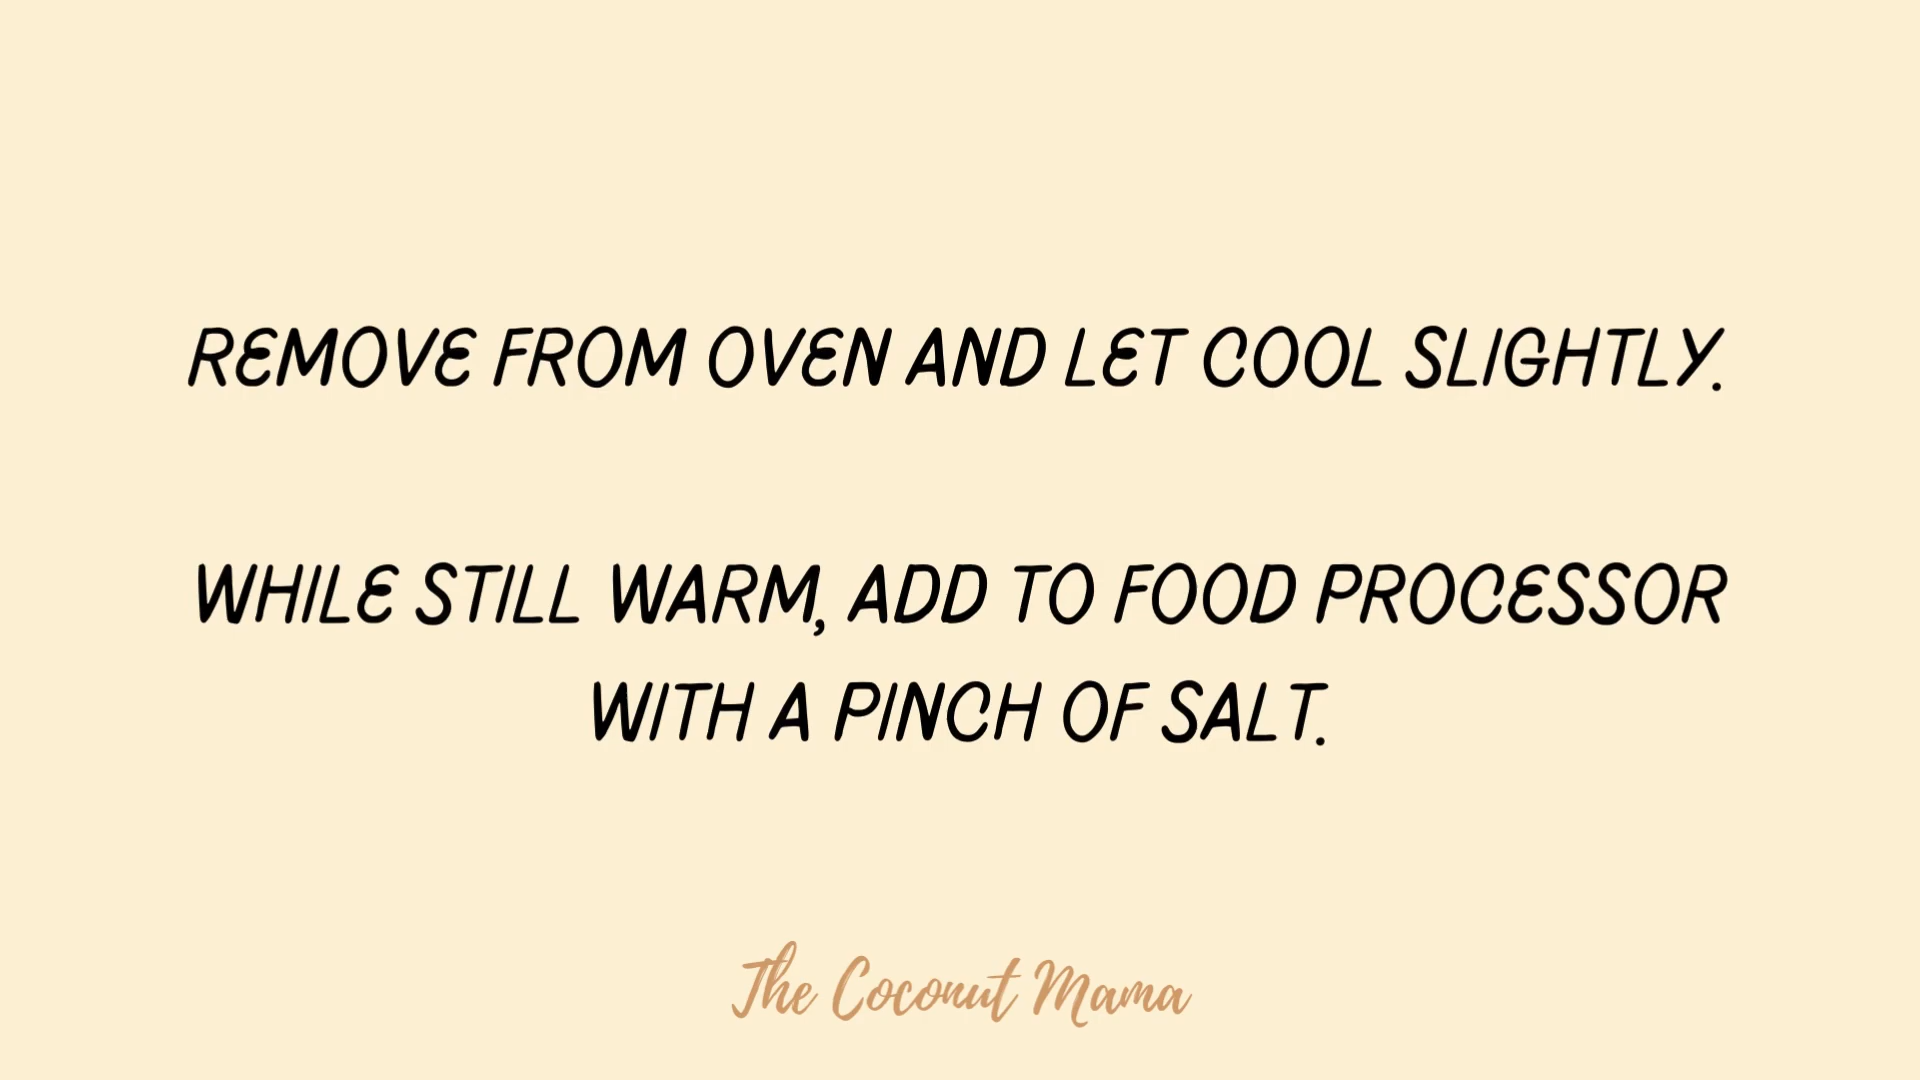 REMOVE FROM OVEN AND LET COOL SLIGHTLY.
WHILE STILL WARM, ADD TO FOOD PROCESSOR
WITH A PINCH OF SALT.
The Coconut Mama